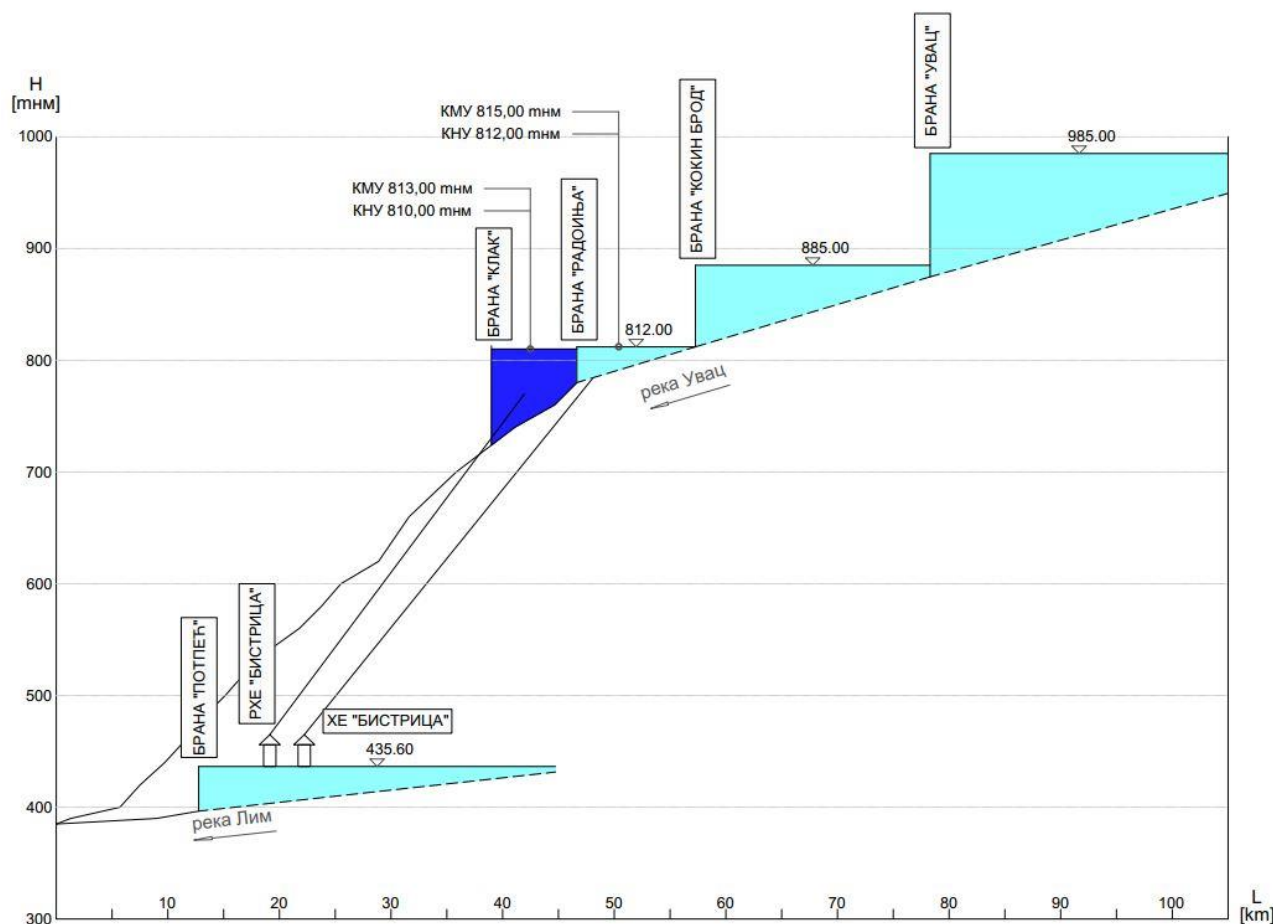 H
[mнм]
1000
900
800
700
600
500
400
300
10
20
30
40
50
60
70
80
90
100
L
[km]
БРАНА "УВАЦ"
985.00
БРАНА "КОКИН БРОД"
885.00
КМУ 815,00 mнм
КНУ 812,00 mнм
КМУ 813,00 mнм
КНУ 810,00 mнм
БРАНА "РАДОИЊА"
БРАНА "КЛАК"
812.00
река Увац
РХЕ "БИСТРИЦА"
БРАНА "ПОТПЕЋ"
ХЕ "БИСТРИЦА"
435.60
река Лим